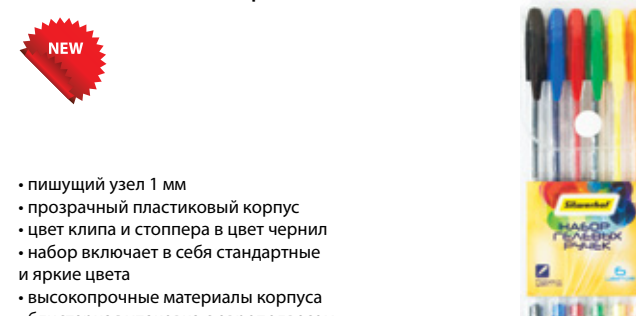 NEW
• пишущий узел 1 мм
• прозрачный пластиковый корпус
• цвет клипа и стоппера в цвет чернил
• набор включает в себя стандартные
и яркие цвета
• высокопрочные материалы корпуса
Silwerhof
НАБОР
ГЕЛЕВЫХ
РУЧЕК
6